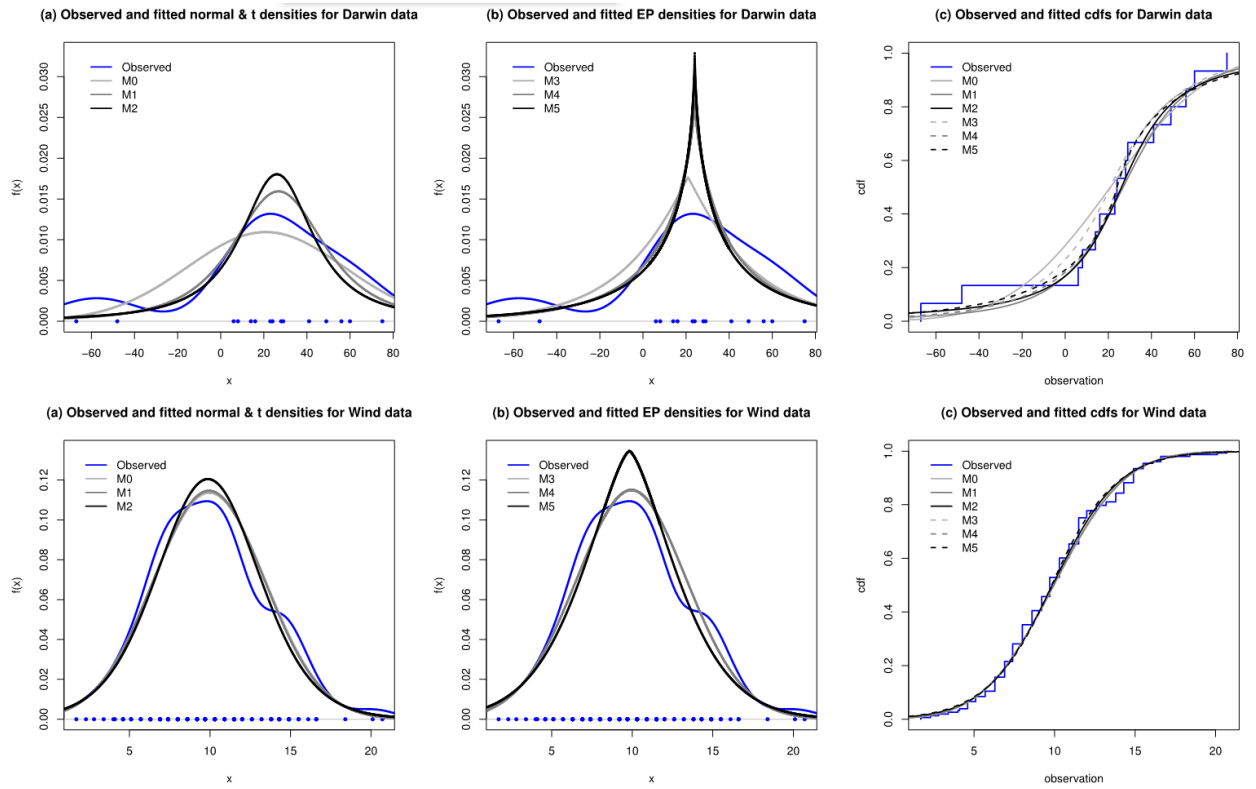 (a) Observed and fitted normal & t densities for Darwin data
f(x)
0.000 0.005 0.010 0.015 0.020 0.025 0.030
Observed
M0
M1
M2
−60 −40 −20 0 20 40 60 80
x
(b) Observed and fitted EP densities for Darwin data
f(x)
0.000 0.005 0.010 0.015 0.020 0.025 0.030
Observed
M3
M4
M5
−60 −40 −20 0 20 40 60 80
x
(c) Observed and fitted cdfs for Darwin data
cdf
0.0 0.2 0.4 0.6 0.8 1.0
Observed
M0
M1
M2
M3
M4
M5
−60 −40 −20 0 20 40 60 80
observation
(a) Observed and fitted normal & t densities for Wind data
f(x)
0.00 0.02 0.04 0.06 0.08 0.10 0.12
Observed
M0
M1
M2
5 10 15 20
x
(b) Observed and fitted EP densities for Wind data
f(x)
0.00 0.02 0.04 0.06 0.08 0.10 0.12
Observed
M3
M4
M5
5 10 15 20
x
(c) Observed and fitted cdfs for Wind data
cdf
0.0 0.2 0.4 0.6 0.8 1.0
Observed
M0
M1
M2
M3
M4
M5
5 10 15 20
observation